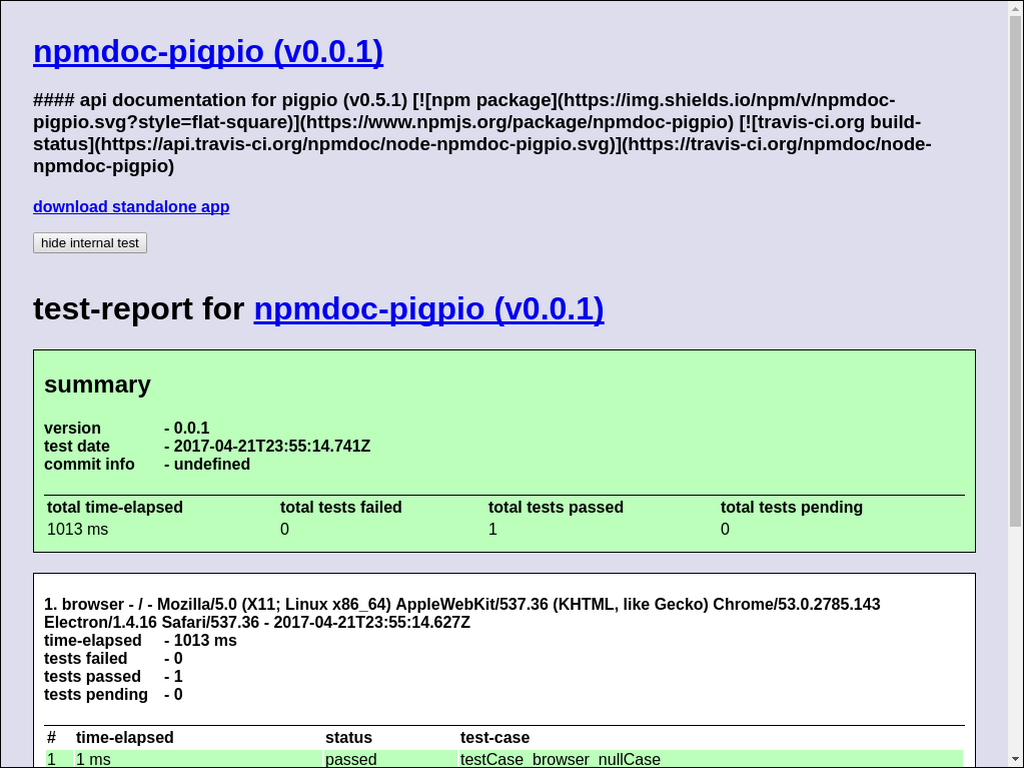 npmdoc-pigpio (v0.0.1)
#### api documentation for pigpio (v0.5.1) [![npm package](https://img.shields.io/npm/v/npmdoc-
pigpio.svg?style=flat-square)](https://www.npmjs.org/package/npmdoc-pigpio) [![travis-ci.org build-
status](https://api.travis-ci.org/npmdoc/node-npmdoc-pigpio.svg)](https://travis-ci.org/npmdoc/node-
npmdoc-pigpio)
download standalone app
hide internal test
test-report for npmdoc-pigpio (v0.0.1)
summary
version - 0.0.1
test date - 2017-04-21T23:55:14.741Z
commit info - undefined
total time-elapsed total tests failed total tests passed total tests pending
1013 ms 0 1 0
1. browser - / - Mozilla/5.0 (X11; Linux x86_64) AppleWebKit/537.36 (KHTML, like Gecko) Chrome/53.0.2785.143
Electron/1.4.16 Safari/537.36 - 2017-04-21T23:55:14.627Z
time-elapsed - 1013 ms
tests failed - 0
tests passed - 1
tests pending - 0
# time-elapsed status test-case
1 1 ms passed testCase_browser_nullCase